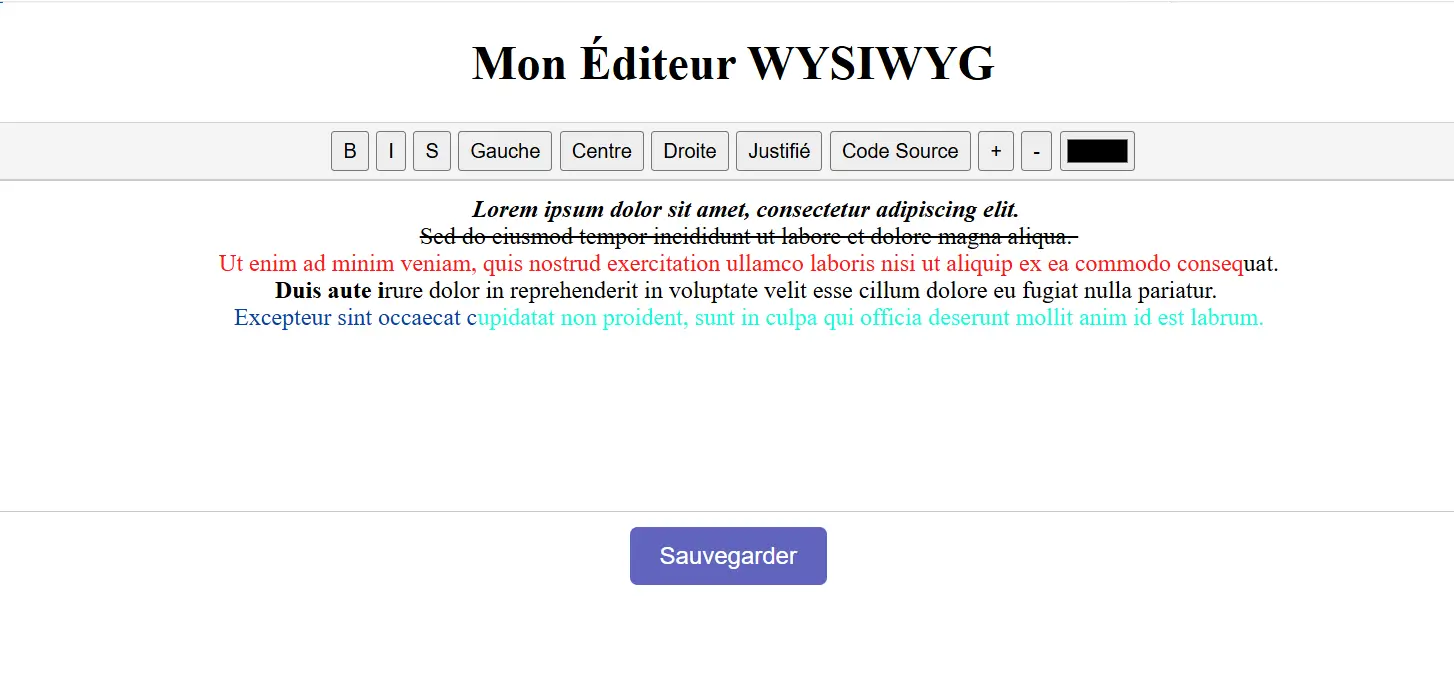 Mon Éditeur WYSIWYG
B I S Gauche Centre Droite Justifié Code Source + -
Lorem ipsum dolor sit amet, consectetur adipiscing elit.
Sed do eiusmod tempor incididunt ut labore et dolore magna aliqua.
Ut enim ad minim veniam, quis nostrud exercitation ullamco laboris nisi ut aliquip ex ea commodo consequat.
Duis aute irure dolor in reprehenderit in voluptate velit esse cillum dolore eu fugiat nulla pariatur.
Excepteur sint occaecat cupidatat non proident, sunt in culpa qui officia deserunt mollit anim id est labrum.
Sauvegarder